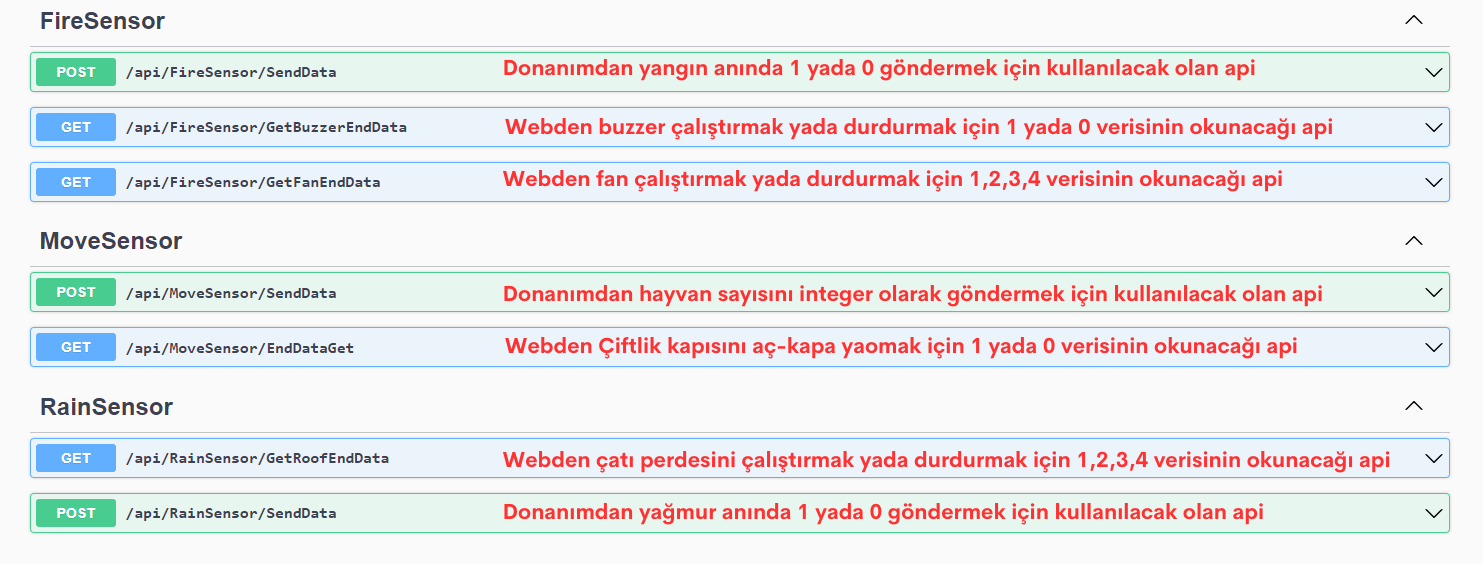 FireSensor
POST /api/FireSensor/SendData Donanımdan yangın anında 1 yada 0 göndermek için kullanılacak olan api
GET /api/FireSensor/GetBuzzerEndData Webden buzzer çalıştırmak yada durdurmak için 1 yada 0 verisinin okunacağı api
GET /api/FireSensor/GetFanEndData Webden fan çalıştırmak yada durdurmak için 1,2,3,4 verisinin okunacağı api
MoveSensor
POST /api/MoveSensor/SendData Donanımdan hayvan sayısını integer olarak göndermek için kullanılacak olan api
GET /api/MoveSensor/EndDataGet Webden Çiftlik kapısını aç-kapa yaomak için 1 yada 0 verisinin okunacağı api
RainSensor
GET /api/RainSensor/GetRoofEndData Webden çatı perdesini çalıştırmak yada durdurmak için 1,2,3,4 verisinin okunacağı api
POST /api/RainSensor/SendData Donanımdan yağmur anında 1 yada 0 göndermek için kullanılacak olan api